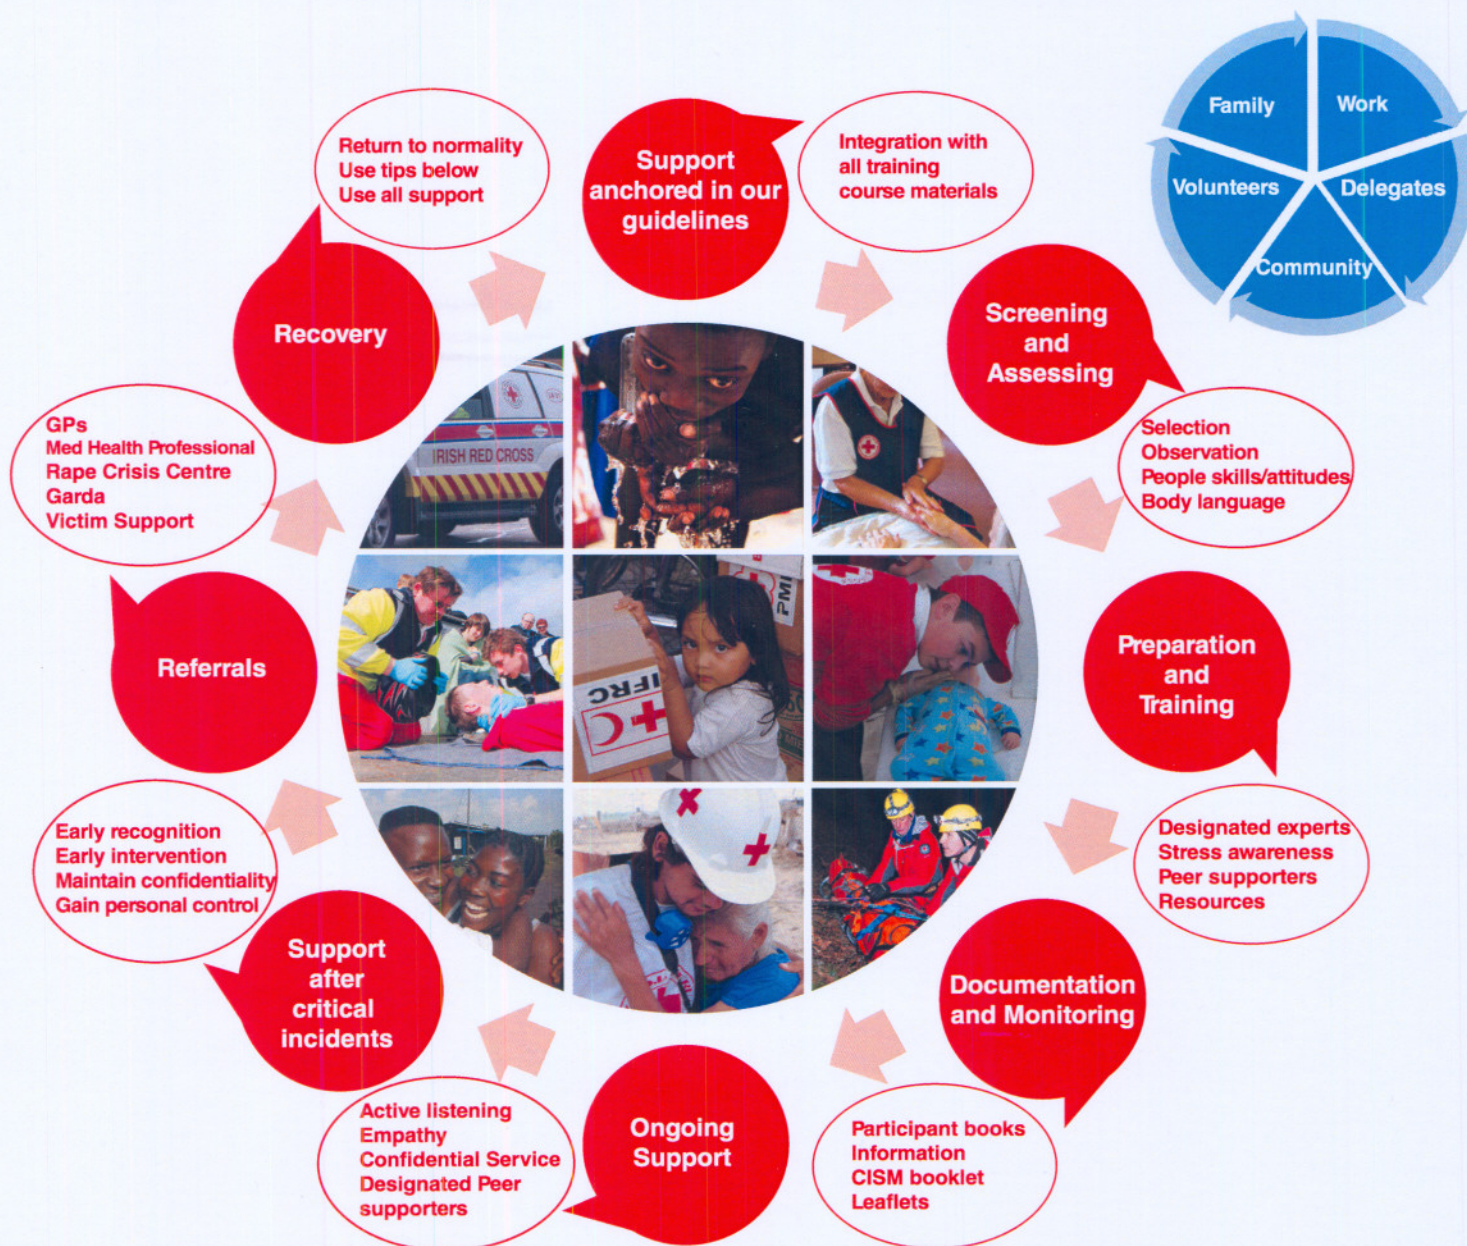 Family
Work
Volunteers
Delegates
Community
Support
anchored in our
guidelines
Integration with
all training
course materials
Screening
and
Assessing
Selection
Observation
People skills/attitudes
Body language
Preparation
and
Training
Designated experts
Stress awareness
Peer supporters
Resources
Documentation
and Monitoring
Participant books
Information
CISM booklet
Leaflets
Ongoing
Support
Active listening
Empathy
Confidential Service
Designated Peer
supporters
Support
after
critical
incidents
Early recognition
Early intervention
Maintain confidentiality
Gain personal control
Referrals
GPs
Med Health Professional
Rape Crisis Centre
Garda
Victim Support
Recovery
Return to normality
Use tips below
Use all support
IRISH RED CROSS
IFRC